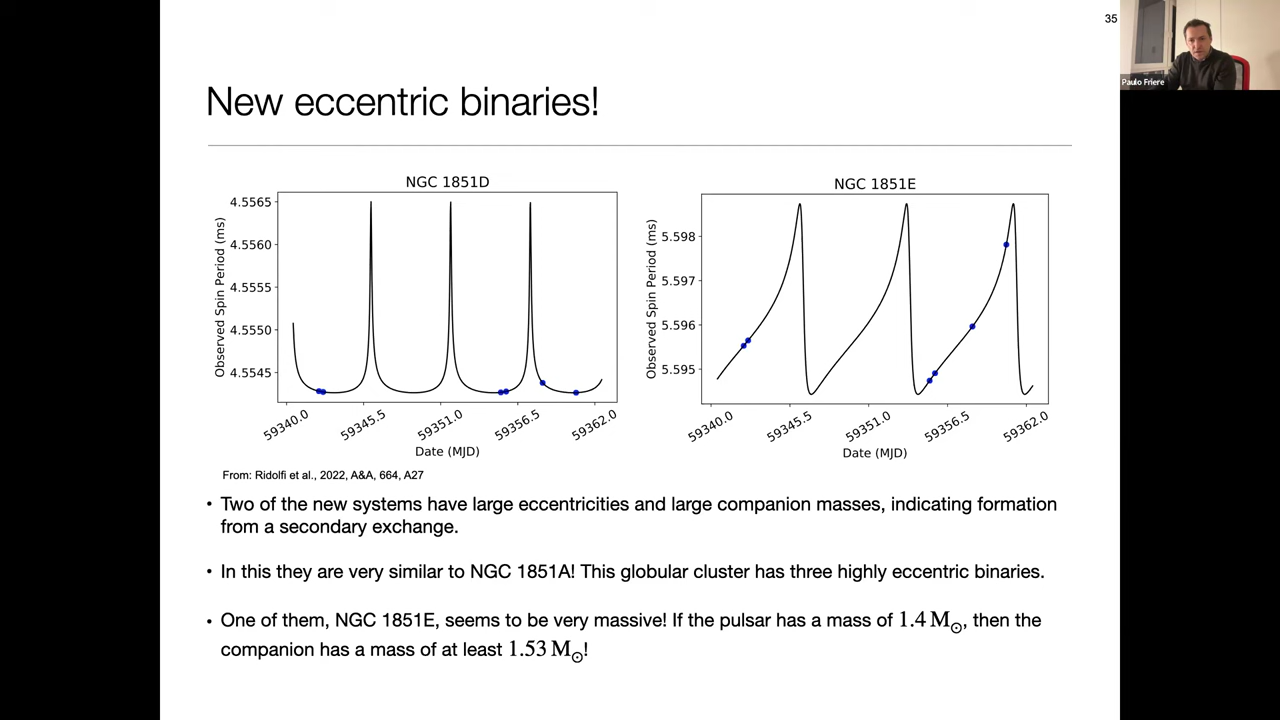 35
Paulo Friere
New eccentric binaries!
NGC 1851D
Observed Spin Period (ms)
4.5565
4.5560
4.5555
4.5550
4.5545
59340.0
59345.5
59351.0
59356.5
59362.0
Date (MJD)
NGC 1851E
Observed Spin Period (ms)
5.598
5.597
5.596
5.595
59340.0
59345.5
59351.0
59356.5
59362.0
Date (MJD)
From: Ridolfi et al., 2022, A&A, 664, A27
• Two of the new systems have large eccentricities and large companion masses, indicating formation
from a secondary exchange.
• In this they are very similar to NGC 1851A! This globular cluster has three highly eccentric binaries.
• One of them, NGC 1851E, seems to be very massive! If the pulsar has a mass of 1.4 M⊙, then the
companion has a mass of at least 1.53 M⊙!